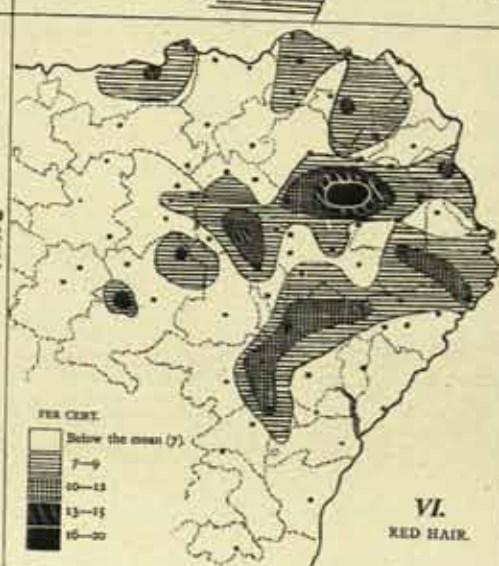 PER CENT.
Below the mean (7).
7—9
10—12
13—15
16—20
VI.
RED HAIR.